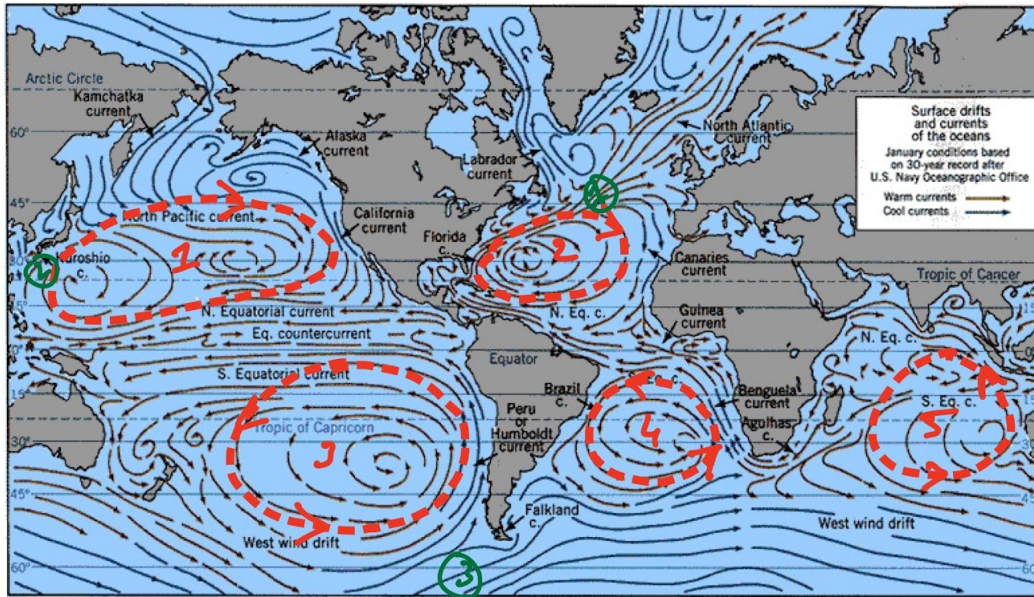 Arctic Circle
Kamchatka
current
60°
Alaska
current
Labrador
current
North Atlantic
current
Surface drifts
and currents
of the oceans
January conditions based
on 30-year record after
U.S. Navy Oceanographic Office
Warm currents
Cool currents
45°
North Pacific current
California
current
Florida
c.
Kuroshio
c.
1
2
Canaries
current
Tropic of Cancer
N. Equatorial current
Eq. countercurrent
S. Equatorial current
N. Eq. c.
Guinea
current
Equator
N. Eq. c.
15°
Tropic of Capricorn
3
Peru
or
Humboldt
current
Brazil
c.
S. Eq. c.
4
Benguela
current
Agulhas
c.
S. Eq. c.
5
30°
45°
West wind drift
Falkland
c.
West wind drift
60°
3